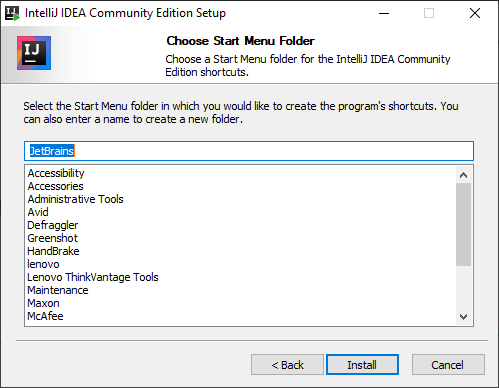 IntelliJ IDEA Community Edition Setup
IJ
Choose Start Menu Folder
Choose a Start Menu folder for the IntelliJ IDEA Community
Edition shortcuts.
Select the Start Menu folder in which you would like to create the program's shortcuts. You
can also enter a name to create a new folder.
JetBrains
Accessibility
Accessories
Administrative Tools
Avid
Defraggler
Greenshot
HandBrake
lenovo
Lenovo ThinkVantage Tools
Maintenance
Maxon
McAfee
< Back
Install
Cancel